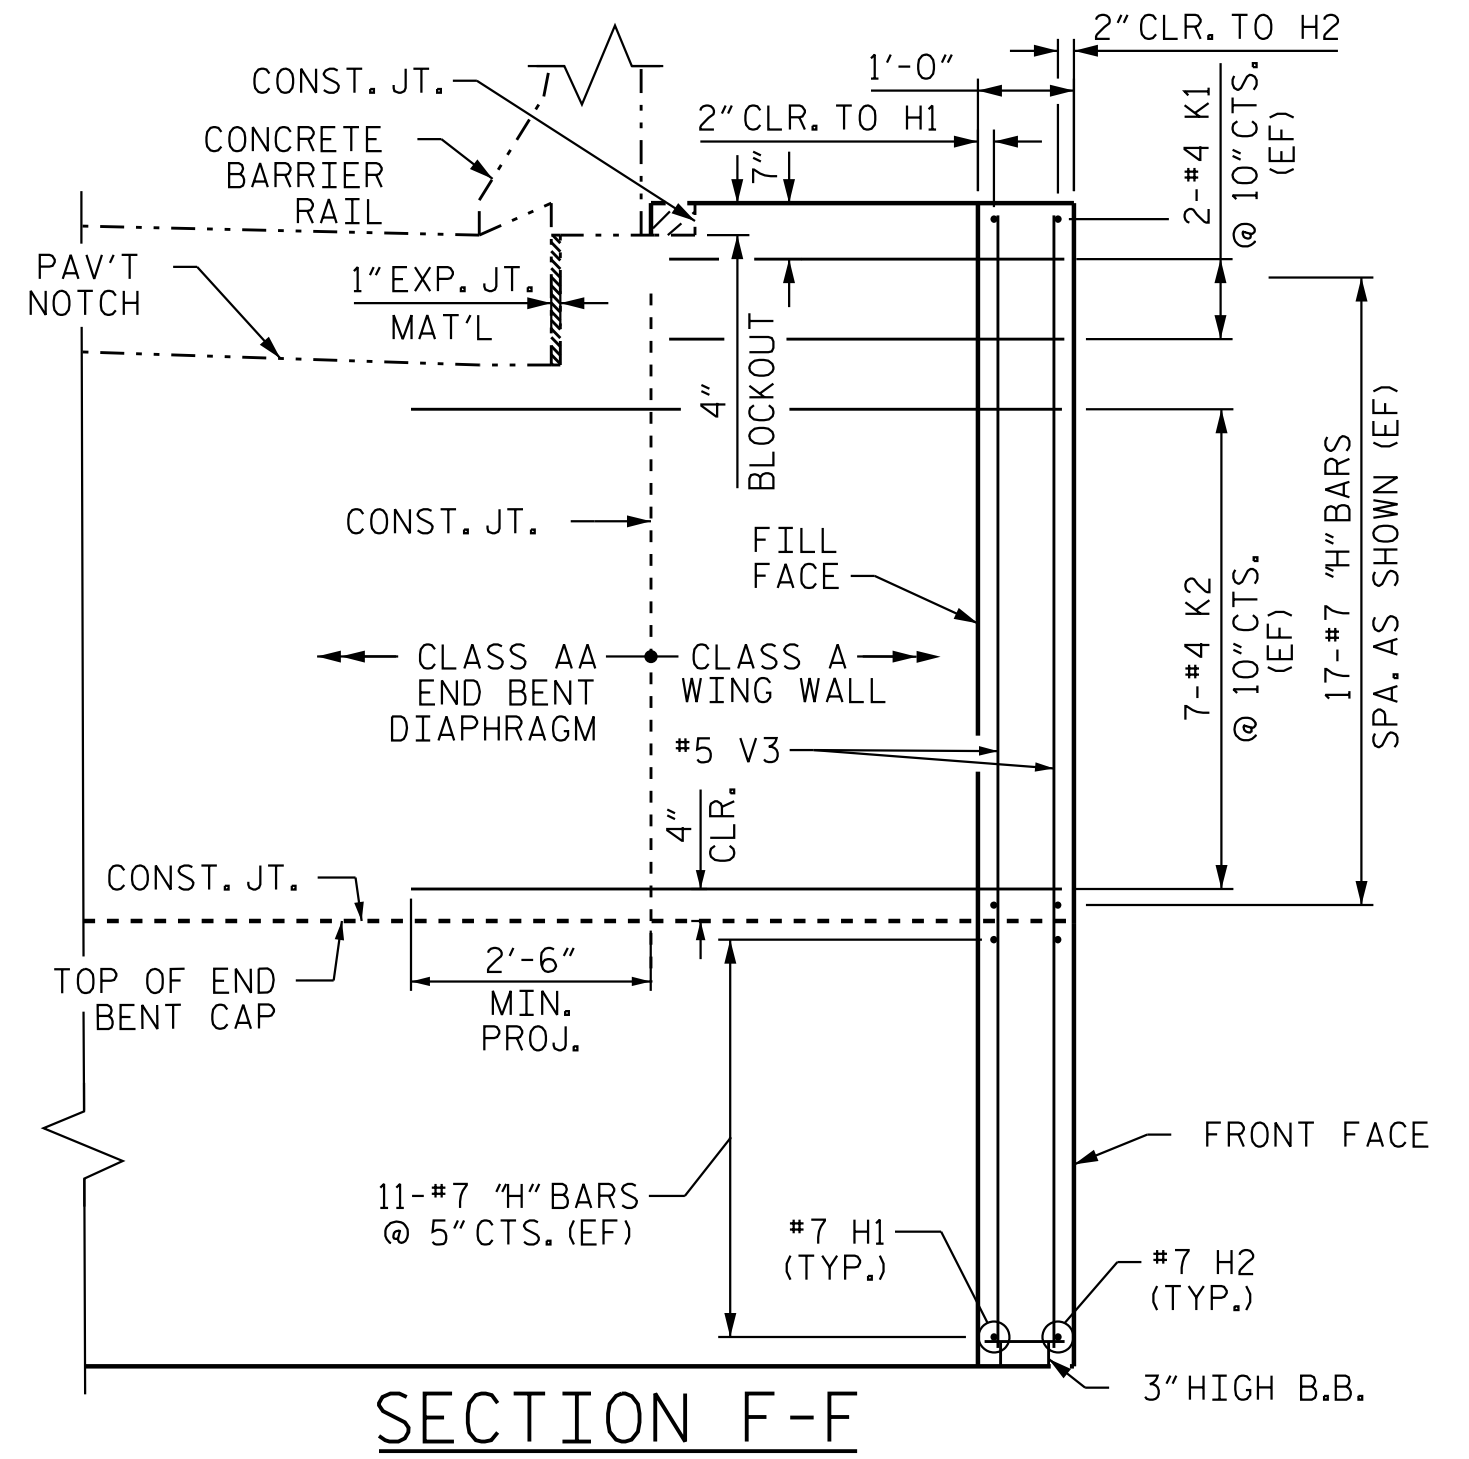 2" CLR. TO H2
1'-0"
CONST. JT.
2" CLR. TO H1
CONCRETE
BARRIER
RAIL
7"
2-#4 K1
@ 10" CTS.
(EF)
PAV'T
NOTCH
1" EXP. JT.
MAT'L
4"
BLOCKOUT
CONST. JT.
FILL
FACE
7-#4 K2
@ 10" CTS.
(EF)
17-#7 "H" BARS
SPA. AS SHOWN (EF)
CLASS AA
END BENT
DIAPHRAGM
CLASS A
WING WALL
#5 V3
4"
CLR.
CONST. JT.
TOP OF END
BENT CAP
2'-6"
MIN.
PROJ.
FRONT FACE
11-#7 "H" BARS
@ 5" CTS. (EF)
#7 H1
(TYP.)
#7 H2
(TYP.)
3" HIGH B.B.
SECTION F-F